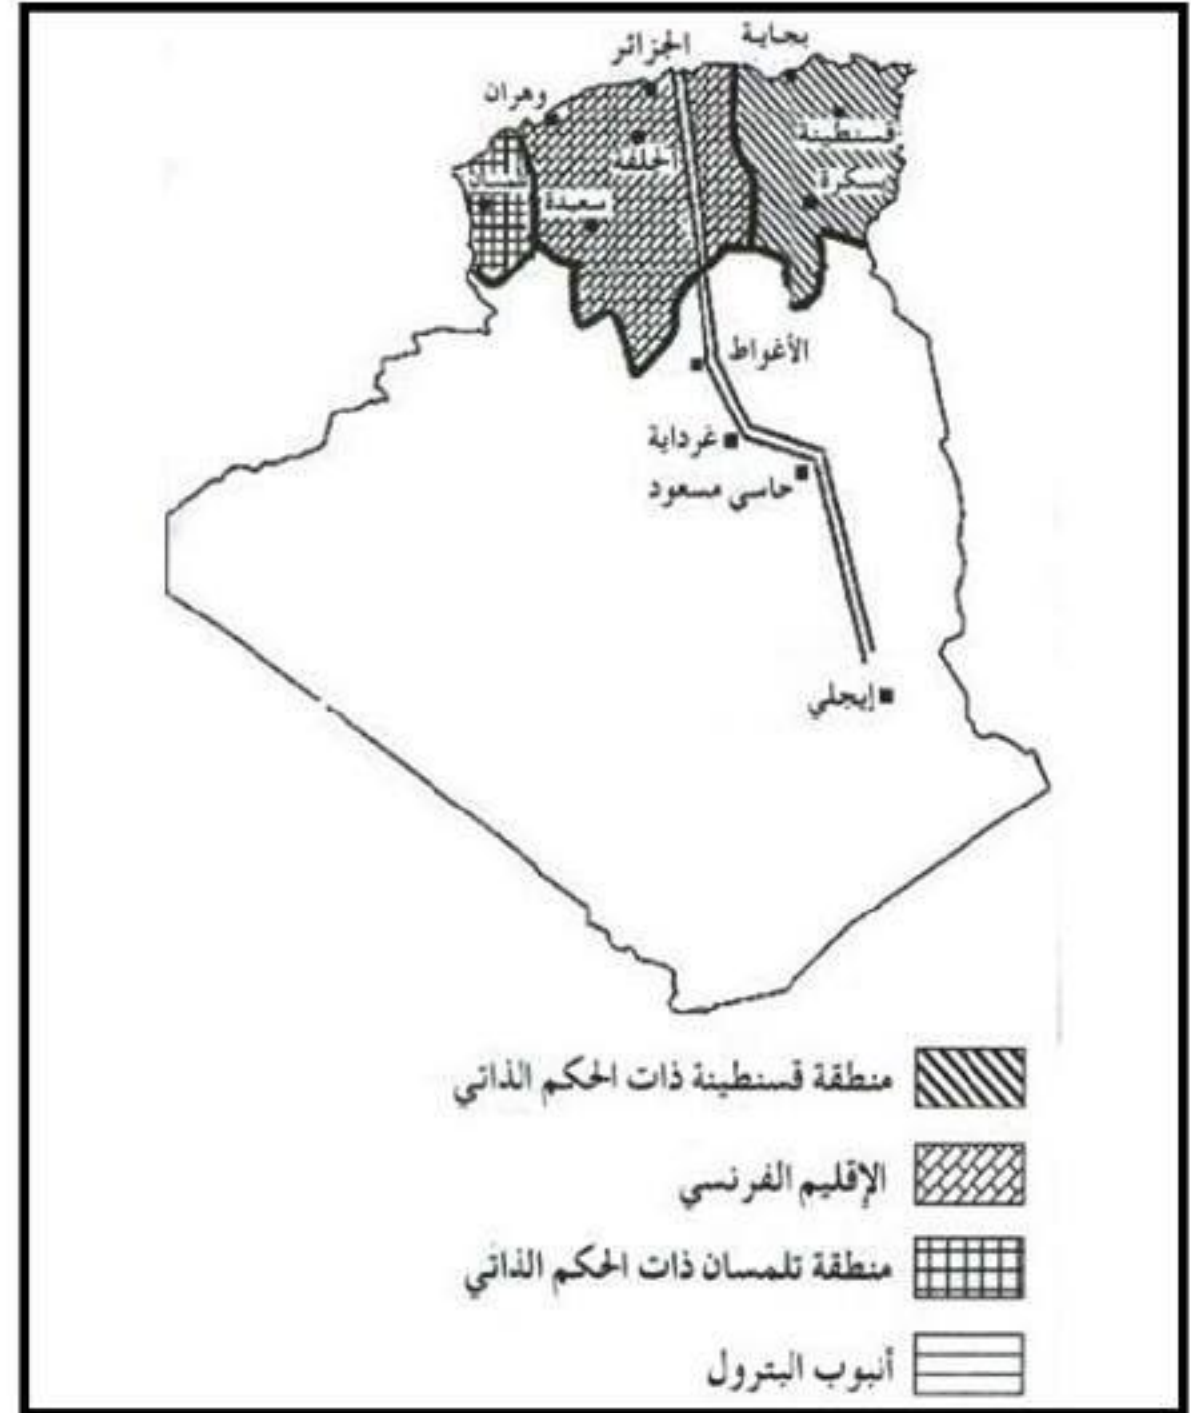 بجاية
الجزائر
وهران
قسنطينة
الجلفة
بسكرة
تلمسان
سعيدة
الأغواط
غرداية
حاسي مسعود
إيجلي
منطقة قسنطينة ذات الحكم الذاتي
الإقليم الفرنسي
منطقة تلمسان ذات الحكم الذاتي
أنبوب البترول